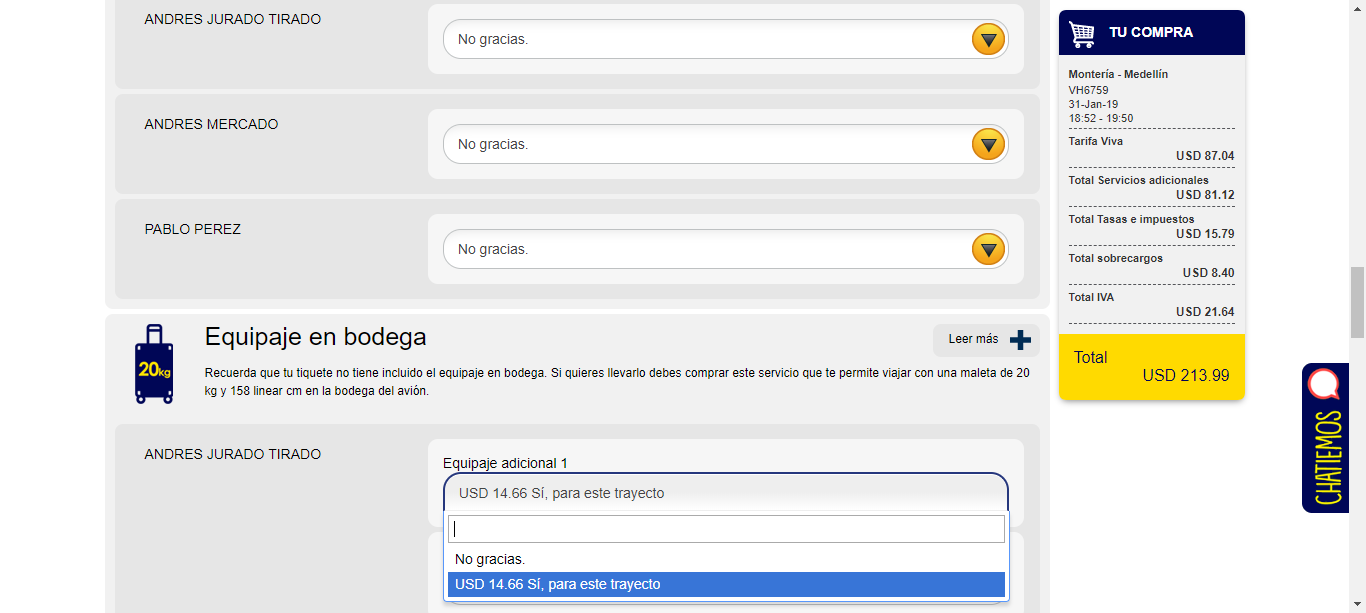 ANDRES JURADO TIRADO
No gracias.
ANDRES MERCADO
No gracias.
PABLO PEREZ
No gracias.
20kg
Equipaje en bodega
Leer más
Recuerda que tu tiquete no tiene incluido el equipaje en bodega. Si quieres llevarlo debes comprar este servicio que te permite viajar con una maleta de 20
kg y 158 linear cm en la bodega del avión.
ANDRES JURADO TIRADO
Equipaje adicional 1
USD 14.66 Sí, para este trayecto
No gracias.
USD 14.66 Sí, para este trayecto
TU COMPRA
Montería - Medellín
VH6759
31-Jan-19
18:52 - 19:50
Tarifa Viva
USD 87.04
Total Servicios adicionales
USD 81.12
Total Tasas e impuestos
USD 15.79
Total sobrecargos
USD 8.40
Total IVA
USD 21.64
Total
USD 213.99
CHATIEMOS